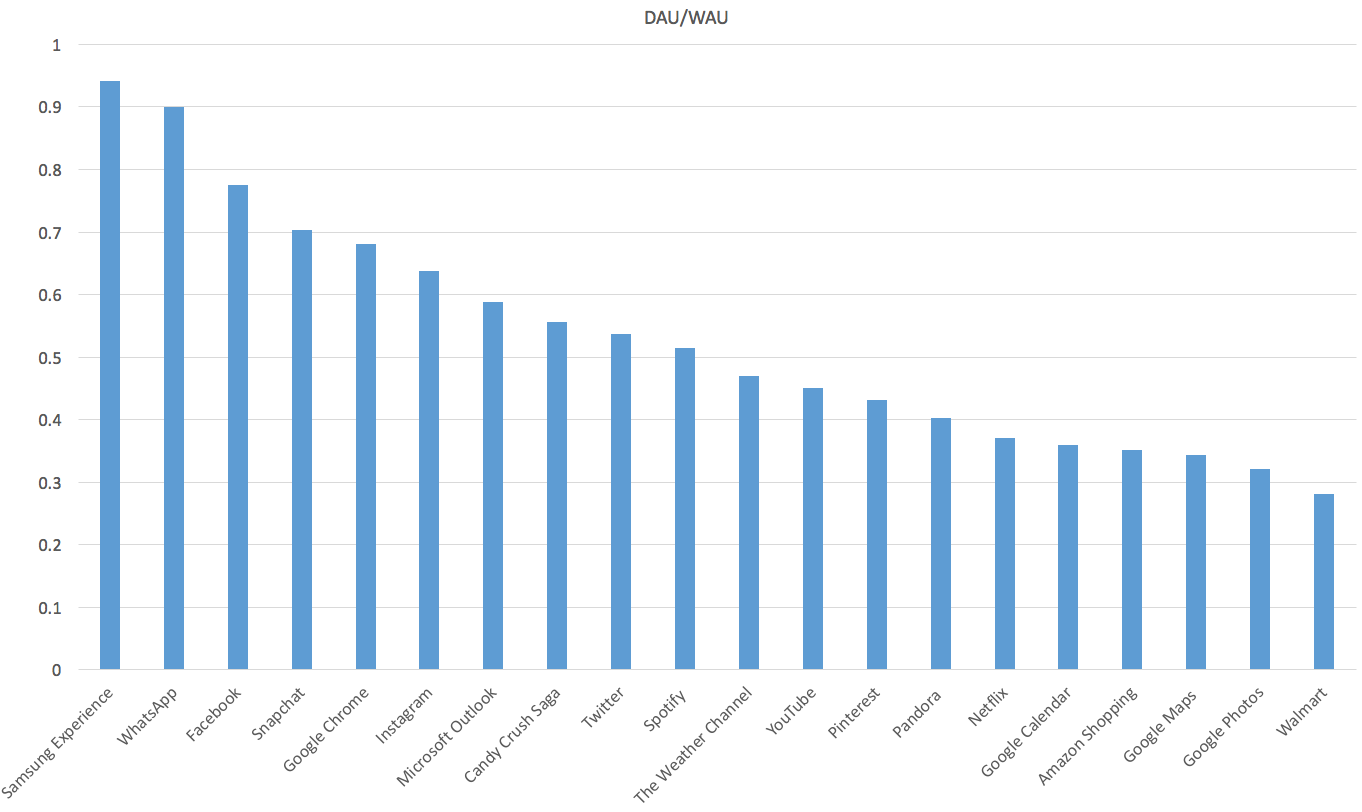 DAU/WAU
1
0.9
0.8
0.7
0.6
0.5
0.4
0.3
0.2
0.1
0
Samsung Experience
WhatsApp
Facebook
Snapchat
Google Chrome
Instagram
Microsoft Outlook
Candy Crush Saga
Twitter
Spotify
The Weather Channel
YouTube
Pinterest
Pandora
Netflix
Google Calendar
Amazon Shopping
Google Maps
Google Photos
Walmart